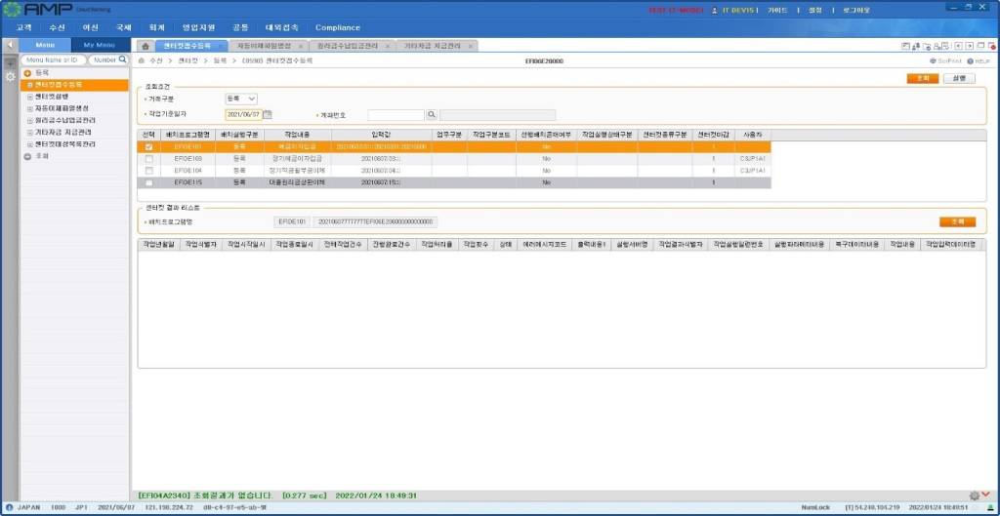 AMP Cloud Banking
TEST (T-MODE) IT DEVIS | 가이드 | 설정 | 로그아웃
고객 수신 여신 국제 회계 영업지원 공통 대외접속 Compliance
Menu My Menu
센터컷접수등록 × 자동이체파일생성 × 원리금수납입금관리 × 기타자금 지급관리 ×
Menu Name or ID Number
수신 > 센터컷 > 등록 > [0590] 센터컷접수등록 EFI06E20000 ScrPrint HELP
등록
센터컷접수등록
센터컷실행
자동이체파일생성
원리금수납입금관리
기타자금 지급관리
센터컷대상목록관리
조회
조회 실행
조회조건
거래구분 등록
작업기준일자 2021/06/07 계좌번호
선택 배치프로그램명 배치실행구분 작업내용 입력값 업무구분 작업구분코드 선행배치존재여부 작업실행상태구분 센터컷종류구분 센터컷마감 사용자
EFIDE101 등록 예금이자입금 No 1
EFIDE103 등록 정기예금이자입금 20210607:03::: No 1 C3JP1A1
EFIDE104 등록 정기적금월부금이체 20210607:04::: No 1 C3JP1A1
EFIDE115 등록 대출원리금상환이체 20210607:15::: No 1
센터컷 결과 리스트
배치프로그램명 EFIDE101 조회
작업년월일 작업식별자 작업시작일시 작업종료일시 전체작업건수 진행완료건수 작업처리율 작업횟수 상태 에러메시지코드 출력내용1 실행서버명 작업결과식별자 작업실행일련번호 실행파라메타내용 복구데이타내용 작업내용 작업입력데이타명
[EFI04A2340] 조회결과가 없습니다. [0.277 sec] 2022/01/24 18:49:31
JAPAN 1000 JP1 2021/06/07 121.190.224.72 d8-c4-97-e5-ab-9f NumLock [T] 54.248.104.219 2022/01/24 18:49:51